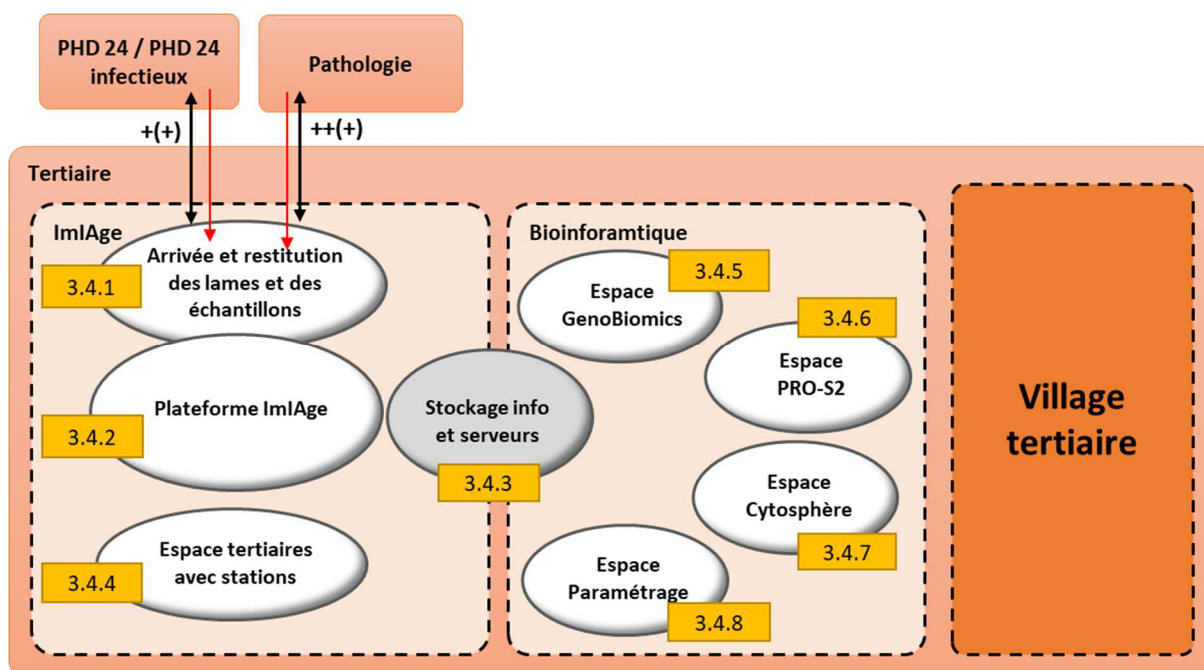 PHD 24 / PHD 24
infectieux
Pathologie
+(+)
++(+)
Tertiaire
ImIAge
Arrivée et restitution
des lames et des
échantillons
3.4.1
Plateforme ImIAge
3.4.2
Stockage info
et serveurs
3.4.3
Espace tertiaires
avec stations
3.4.4
Bioinforamtique
Espace
GenoBiomics
3.4.5
Espace
PRO-S2
3.4.6
Espace
Cytosphère
3.4.7
Espace
Paramétrage
3.4.8
Village
tertiaire